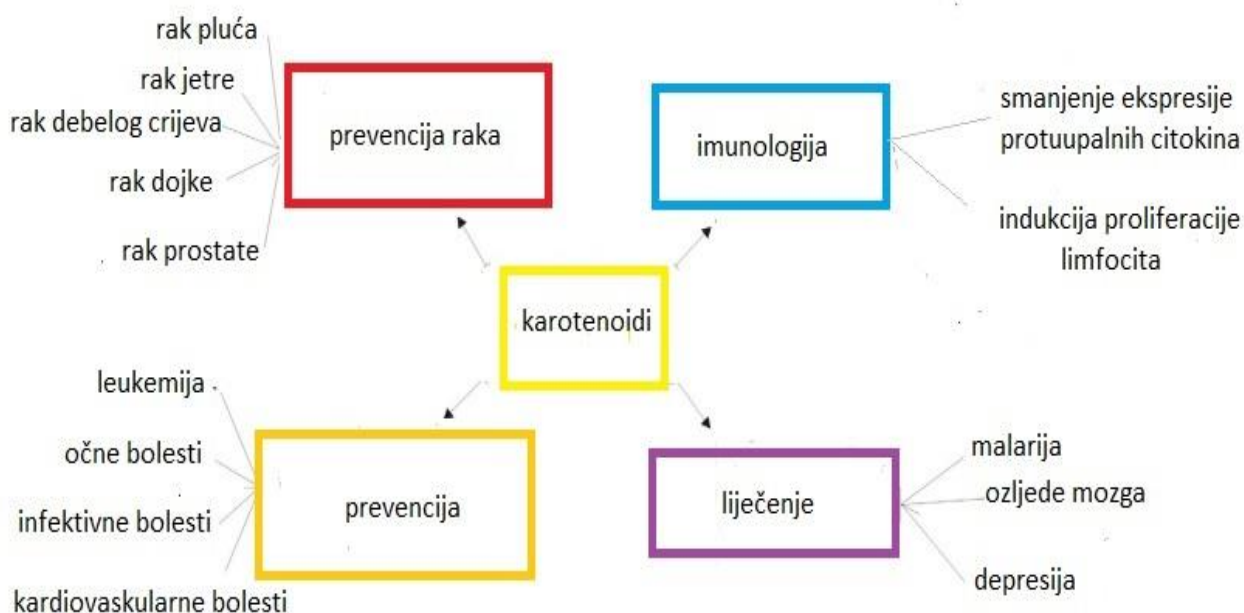 rak pluća
rak jetre
rak debelog crijeva
rak dojke
rak prostate
prevencija raka
imunologija
smanjenje ekspresije
protuupalnih citokina
indukcija proliferacije
limfocita
karotenoidi
leukemija
očne bolesti
infektivne bolesti
kardiovaskularne bolesti
prevencija
liječenje
malarija
ozljede mozga
depresija